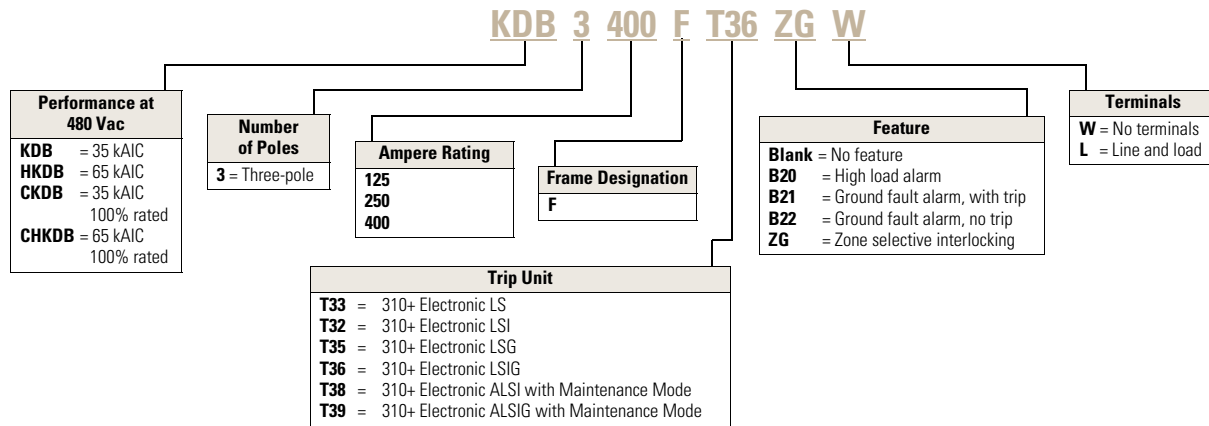 KDB 3 400 F T36 ZG W
Performance at
480 Vac
KDB = 35 kAIC
HKDB = 65 kAIC
CKDB = 35 kAIC
100% rated
CHKDB = 65 kAIC
100% rated
Number
of Poles
3 = Three-pole
Ampere Rating
125
250
400
Frame Designation
F
Trip Unit
T33 = 310+ Electronic LS
T32 = 310+ Electronic LSI
T35 = 310+ Electronic LSG
T36 = 310+ Electronic LSIG
T38 = 310+ Electronic ALSI with Maintenance Mode
T39 = 310+ Electronic ALSIG with Maintenance Mode
Feature
Blank = No feature
B20 = High load alarm
B21 = Ground fault alarm, with trip
B22 = Ground fault alarm, no trip
ZG = Zone selective interlocking
Terminals
W = No terminals
L = Line and load